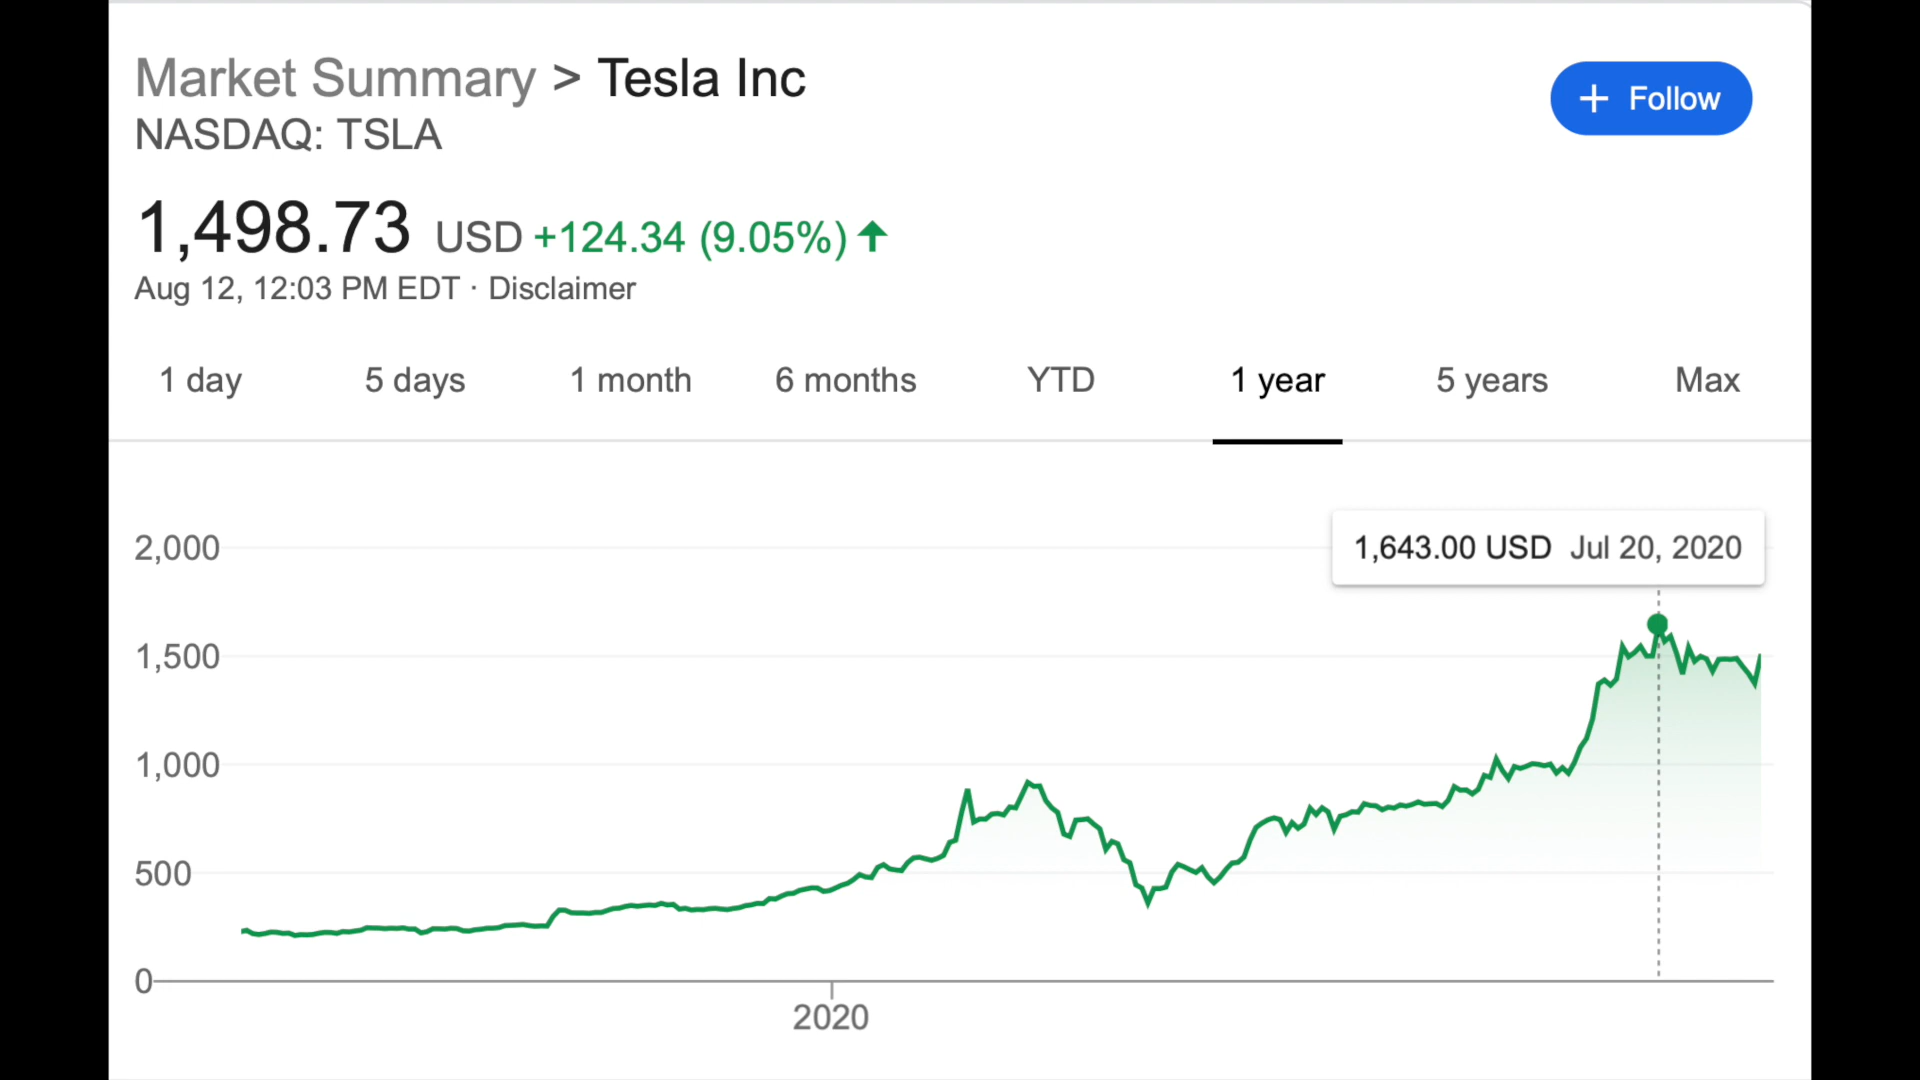 Market Summary > Tesla Inc
+ Follow
NASDAQ: TSLA
1,498.73 USD +124.34 (9.05%)
Aug 12, 12:03 PM EDT · Disclaimer
1 day 5 days 1 month 6 months YTD 1 year 5 years Max
1,643.00 USD Jul 20, 2020
2,000
1,500
1,000
500
0
2020